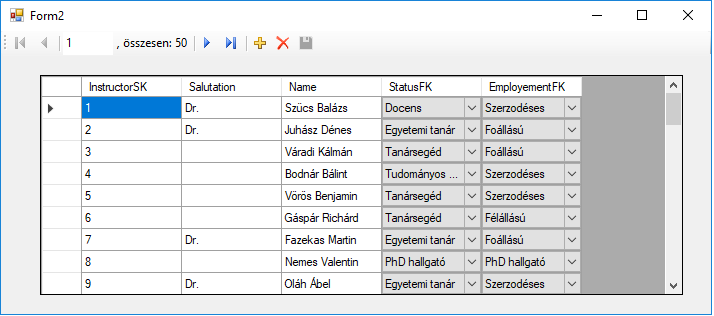 Form2
1 , összesen: 50
InstructorSK Salutation Name StatusFK EmployementFK
1 Dr. Szücs Balázs Docens Szerzodéses
2 Dr. Juhász Dénes Egyetemi tanár Foállású
3 Váradi Kálmán Tanársegéd Foállású
4 Bodnár Bálint Tudományos ... Szerzodéses
5 Vörös Benjamin Tanársegéd Szerzodéses
6 Gáspár Richárd Tanársegéd Félállású
7 Dr. Fazekas Martin Egyetemi tanár Foállású
8 Nemes Valentin PhD hallgató PhD hallgató
9 Dr. Oláh Ábel Egyetemi tanár Szerzodéses